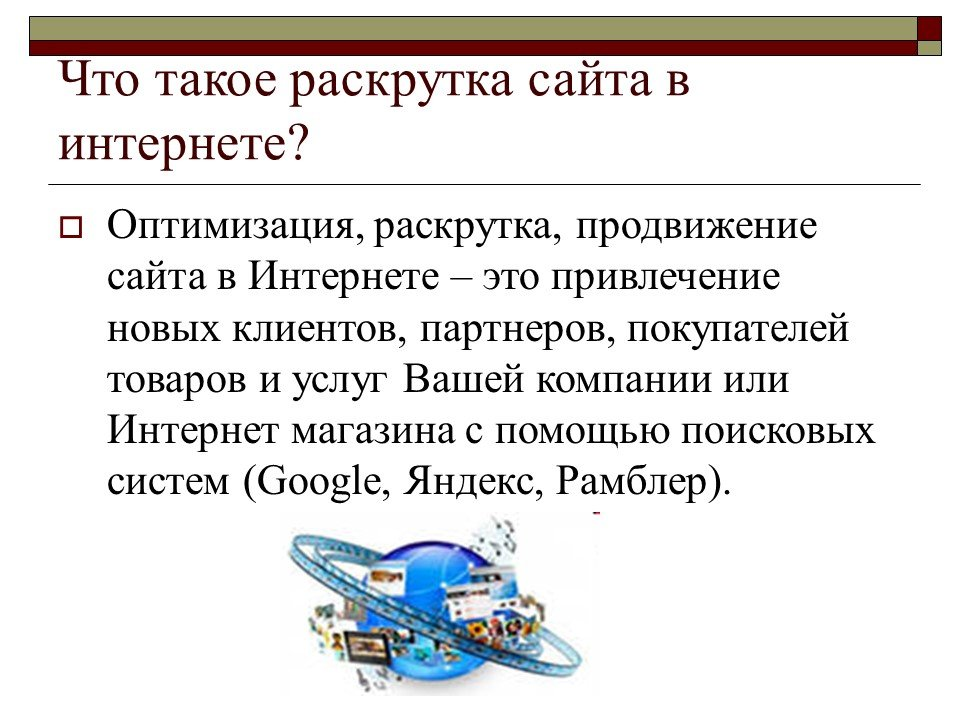 Что такое раскрутка сайта в
интернете?
Оптимизация, раскрутка, продвижение
сайта в Интернете – это привлечение
новых клиентов, партнеров, покупателей
товаров и услуг Вашей компании или
Интернет магазина с помощью поисковых
систем (Google, Яндекс, Рамблер).